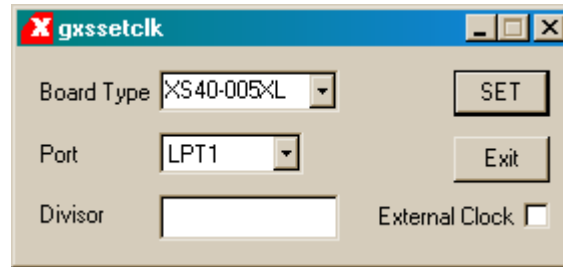 gxssetclk
Board Type XS40-005XL SET
Port LPT1 Exit
Divisor External Clock